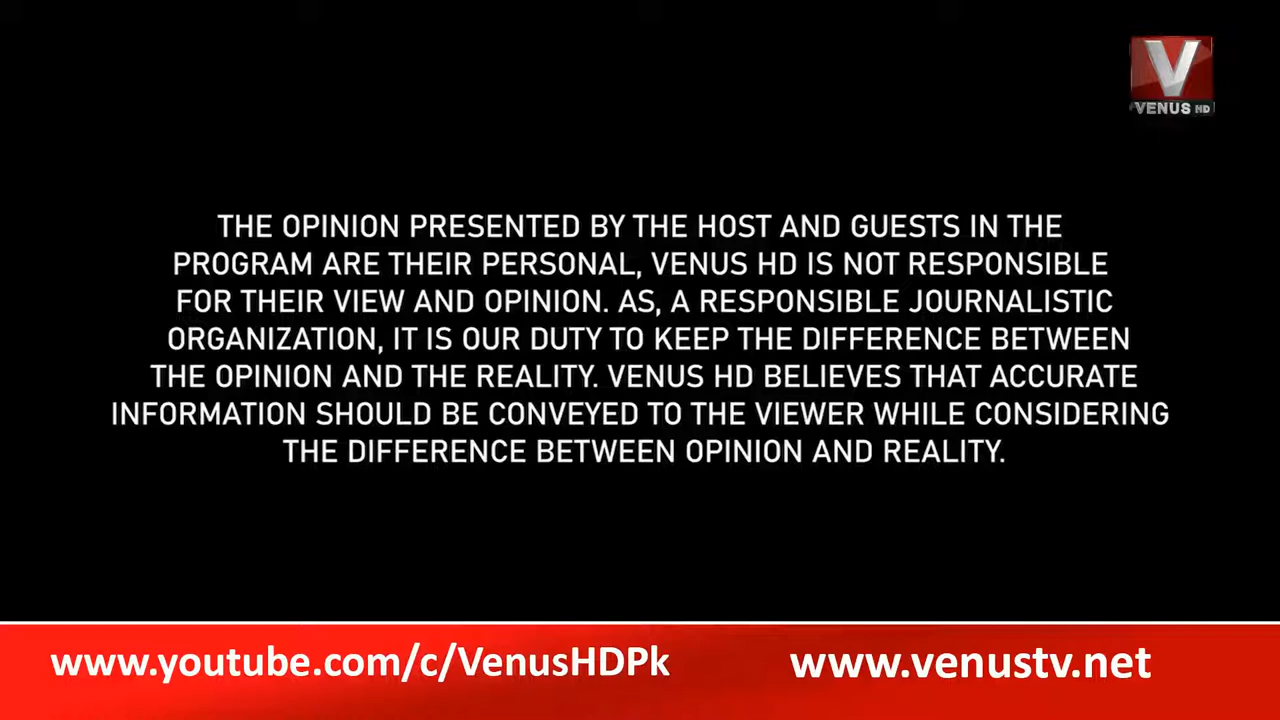 V
VENUS HD
THE OPINION PRESENTED BY THE HOST AND GUESTS IN THE
PROGRAM ARE THEIR PERSONAL, VENUS HD IS NOT RESPONSIBLE
FOR THEIR VIEW AND OPINION. AS, A RESPONSIBLE JOURNALISTIC
ORGANIZATION, IT IS OUR DUTY TO KEEP THE DIFFERENCE BETWEEN
THE OPINION AND THE REALITY. VENUS HD BELIEVES THAT ACCURATE
INFORMATION SHOULD BE CONVEYED TO THE VIEWER WHILE CONSIDERING
THE DIFFERENCE BETWEEN OPINION AND REALITY.
www.youtube.com/c/VenusHDPk www.venustv.net